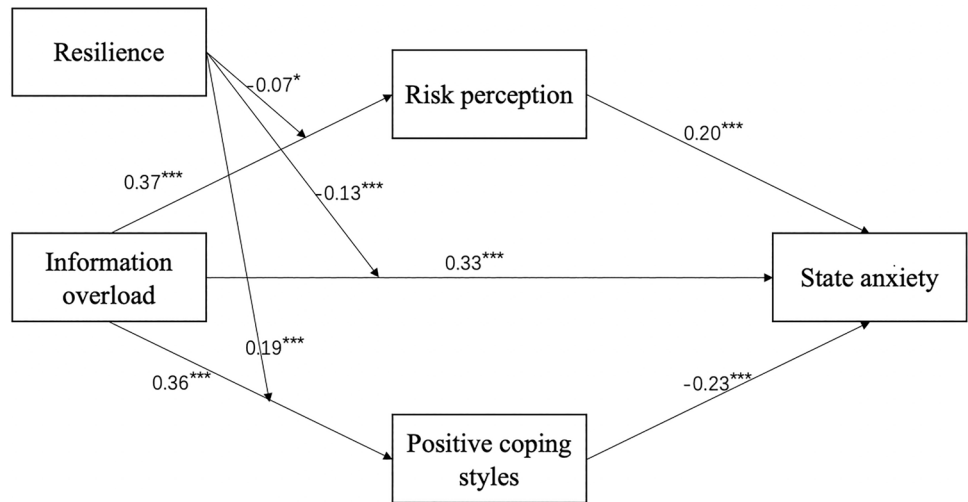 Resilience
Risk perception
-0.07*
0.20***
0.37***
-0.13***
Information
overload
0.33***
State anxiety
0.19***
0.36***
-0.23***
Positive coping
styles